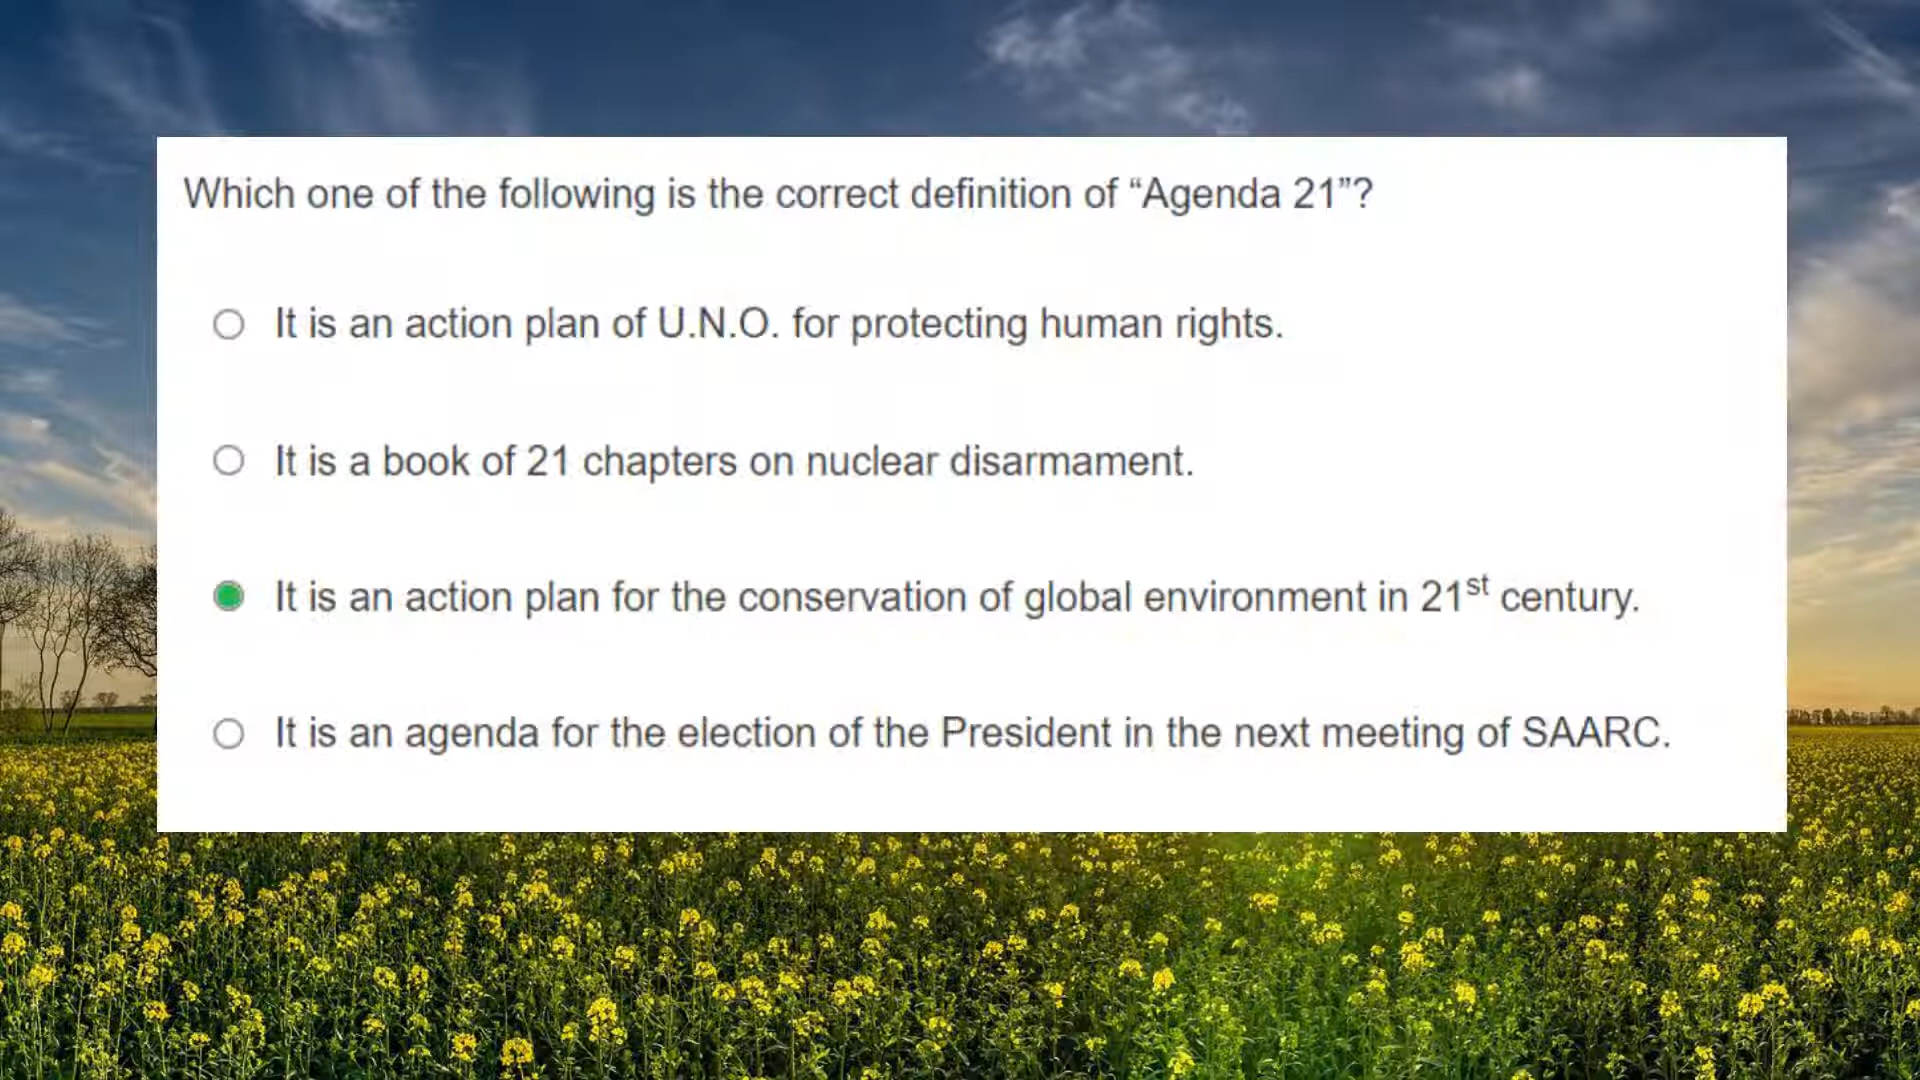 Which one of the following is the correct definition of “Agenda 21”?
It is an action plan of U.N.O. for protecting human rights.
It is a book of 21 chapters on nuclear disarmament.
It is an action plan for the conservation of global environment in 21st century.
It is an agenda for the election of the President in the next meeting of SAARC.